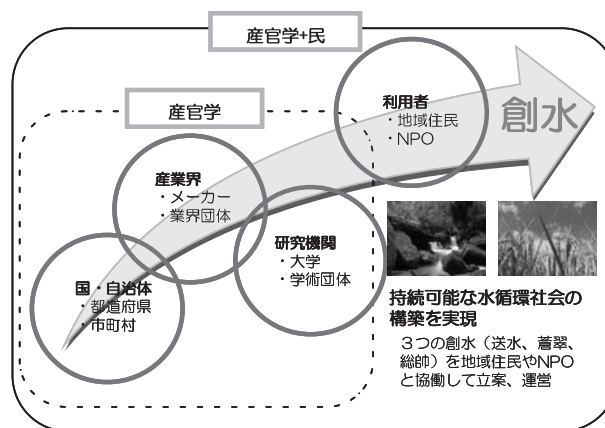 産官学+民
産官学
利用者
・地域住民
・NPO
創水
産業界
・メーカー
・業界団体
研究機関
・大学
・学術団体
国・自治体
・都道府県
・市町村
持続可能な水循環社会の
構築を実現
3つの創水（送水、蒼翠、
総帥）を地域住民やNPO
と協働して立案、運営